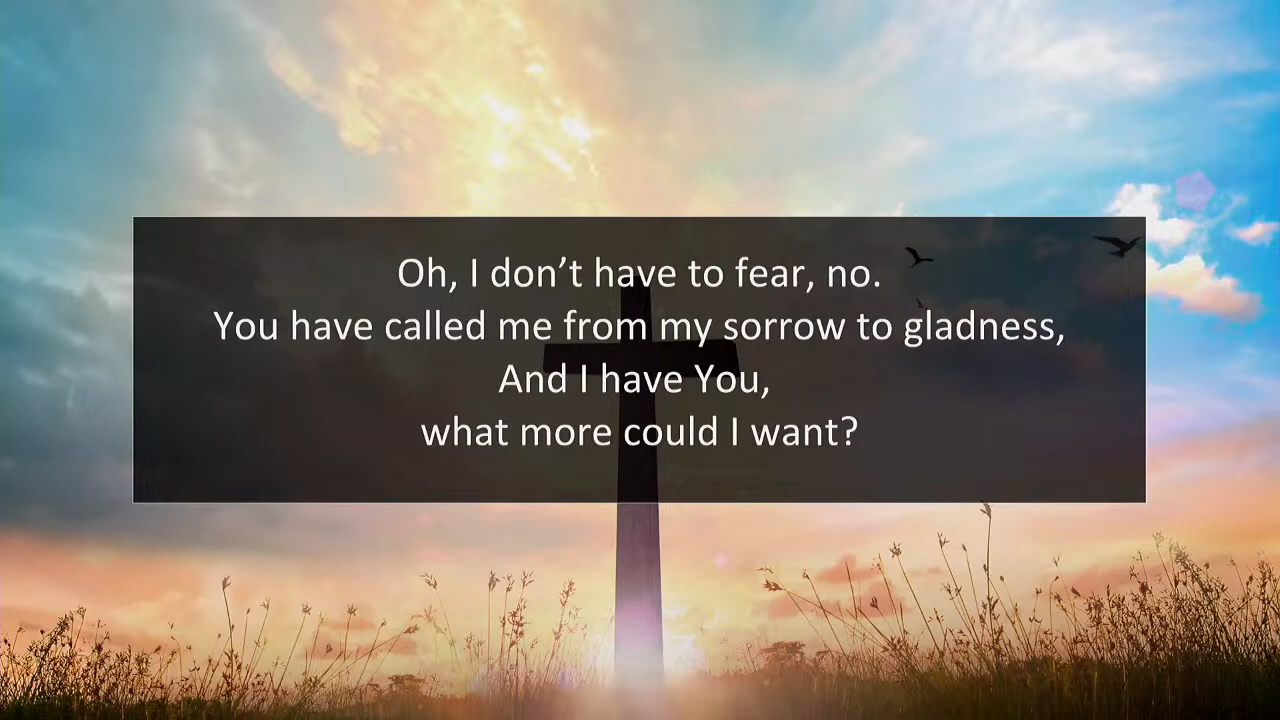 Oh, I don’t have to fear, no.
You have called me from my sorrow to gladness,
And I have You,
what more could I want?